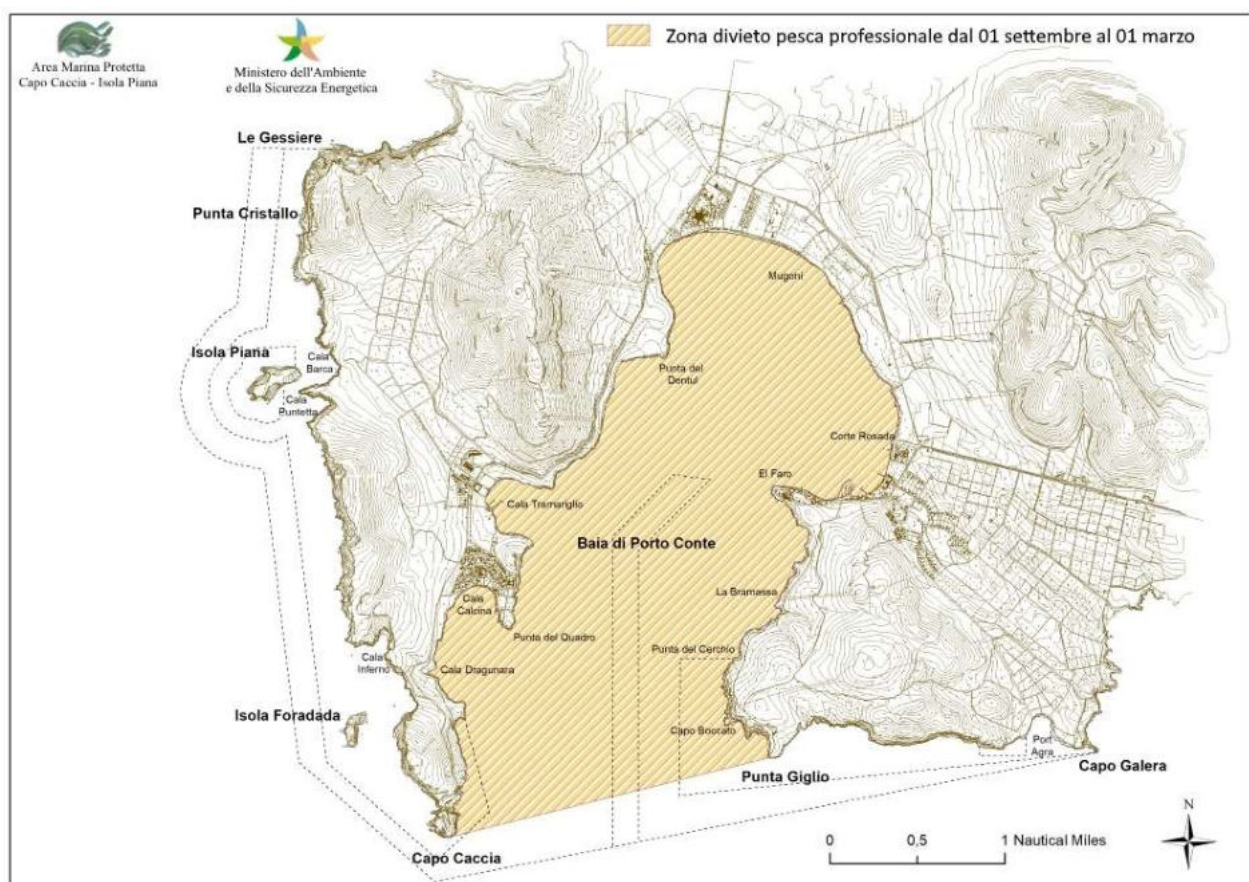 Zona divieto pesca professionale dal 01 settembre al 01 marzo
Area Marina Protetta
Capo Caccia - Isola Piana
Ministero dell'Ambiente
e della Sicurezza Energetica
Le Gessiere
Punta Cristallo
Mugoni
Isola Piana
Cala
Barca
Cala
Puntetta
Punta del
Dentul
Corte Rosada
El Faro
Cala Tramariglio
Baia di Porto Conte
La Bramassa
Cala
Calcina
Punta del Quadro
Punta del Cerchio
Cala
Inferno
Cala Dragunara
Isola Foradada
Capo Boccato
Port
Agra
Punta Giglio
Capo Galera
N
0 0,5 1 Nautical Miles
Capo Caccia